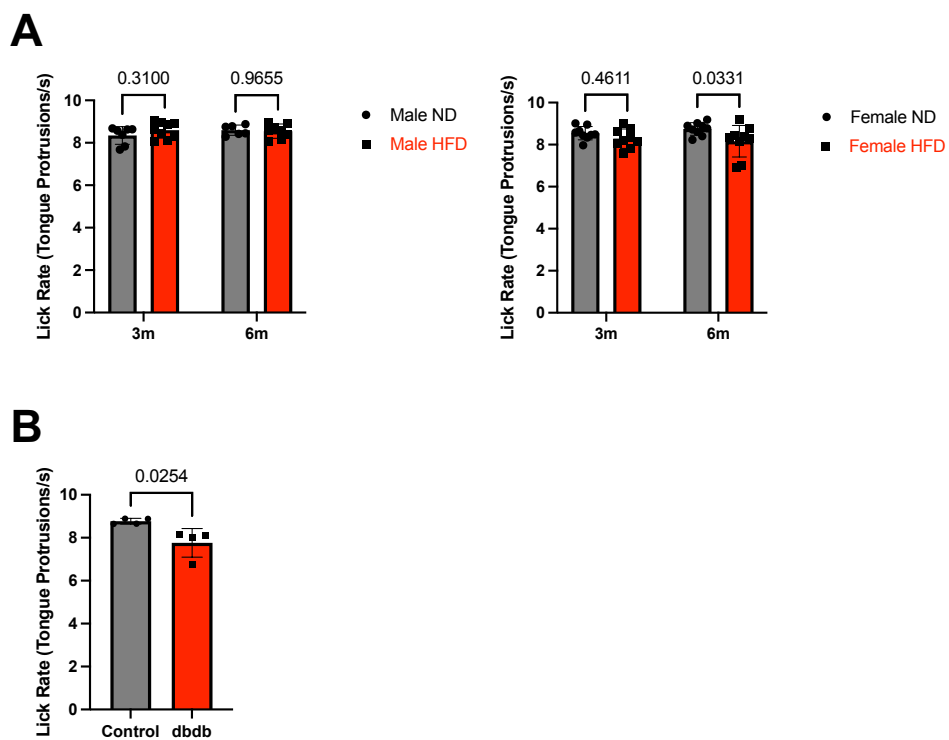 A
Lick Rate (Tongue Protrusions/s)
10
8
6
4
2
0
0.3100
0.9655
3m
6m
Male ND
Male HFD
Lick Rate (Tongue Protrusions/s)
10
8
6
4
2
0
0.4611
0.0331
3m
6m
Female ND
Female HFD
B
Lick Rate (Tongue Protrusions/s)
10
8
6
4
2
0
0.0254
Control
dbdb